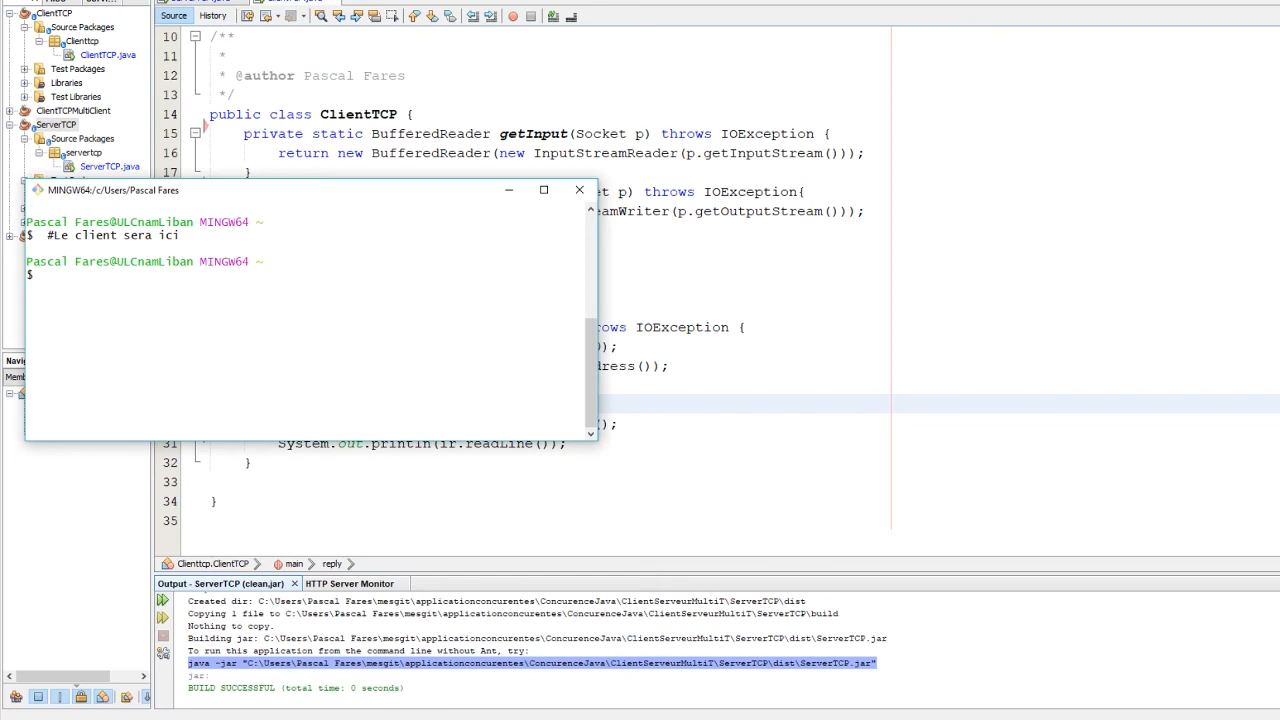 ClientTCP
Source Packages
Clienttcp
ClientTCP.java
Test Packages
Libraries
Test Libraries
ClientTCPMultiClient
ServerTCP
Source Packages
servertcp
ServerTCP.java
Source History
10 /**
11 *
12 * @author Pascal Fares
13 */
14 public class ClientTCP {
15 private static BufferedReader getInput(Socket p) throws IOException {
16 return new BufferedReader(new InputStreamReader(p.getInputStream()));
17 }
MINGW64:/c/Users/Pascal Fares
et p) throws IOException{
eamWriter(p.getOutputStream()));
Pascal Fares@ULCnamLiban MINGW64 ~
$ #Le client sera ici
Pascal Fares@ULCnamLiban MINGW64 ~
$
rows IOException {
));
dress());
();
31 System.out.println(ir.readLine());
32 }
33
34 }
35
Navig
Memb
Clienttcp.ClientTCP main reply
Output - ServerTCP (clean,jar) HTTP Server Monitor
Created dir: C:\Users\Pascal Fares\mesgit\applicationconcurentes\ConcurenceJava\ClientServeurMultiT\ServerTCP\dist
Copying 1 file to C:\Users\Pascal Fares\mesgit\applicationconcurentes\ConcurenceJava\ClientServeurMultiT\ServerTCP\build
Nothing to copy.
Building jar: C:\Users\Pascal Fares\mesgit\applicationconcurentes\ConcurenceJava\ClientServeurMultiT\ServerTCP\dist\ServerTCP.jar
To run this application from the command line without Ant, try:
java -jar "C:\Users\Pascal Fares\mesgit\applicationconcurentes\ConcurenceJava\ClientServeurMultiT\ServerTCP\dist\ServerTCP.jar"
jar:
BUILD SUCCESSFUL (total time: 0 seconds)